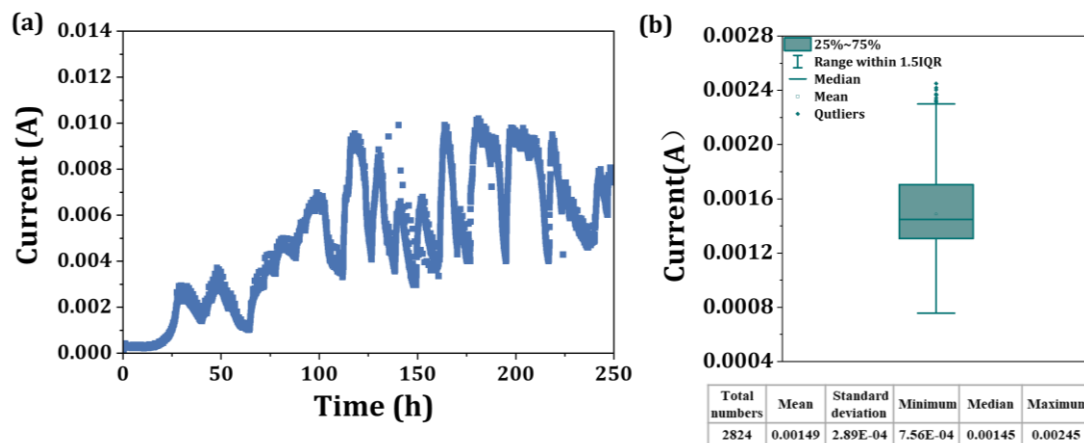 (a)
0.014
0.012
0.010
0.008
0.006
0.004
0.002
0.000
Current (A)
0
50
100
150
200
250
Time (h)
(b)
0.0028
0.0024
0.0020
0.0016
0.0012
0.0008
0.0004
Current(A)
25%~75%
Range within 1.5IQR
Median
Mean
Qutliers
Total numbers Mean Standard deviation Minimum Median Maximum
2824 0.00149 2.89E-04 7.56E-04 0.00145 0.00245